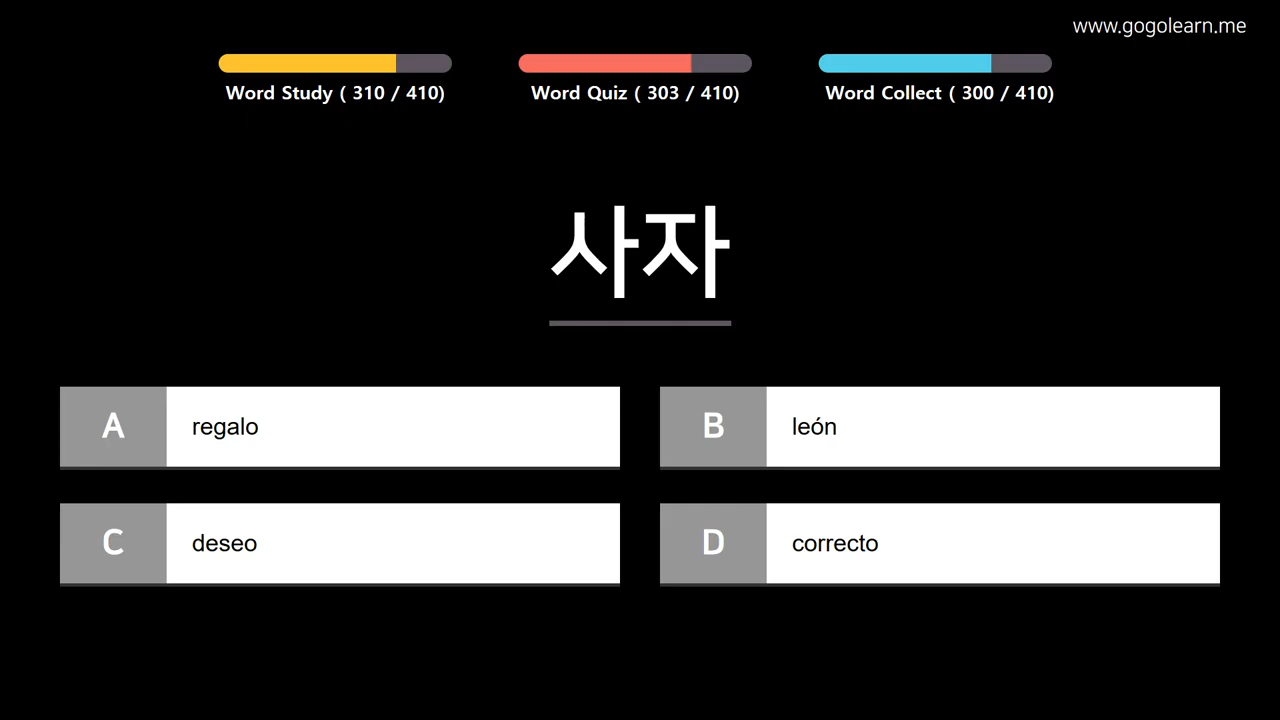 www.gogolearn.me
Word Study ( 310 / 410)
Word Quiz ( 303 / 410)
Word Collect ( 300 / 410)
사자
A regalo
B león
C deseo
D correcto